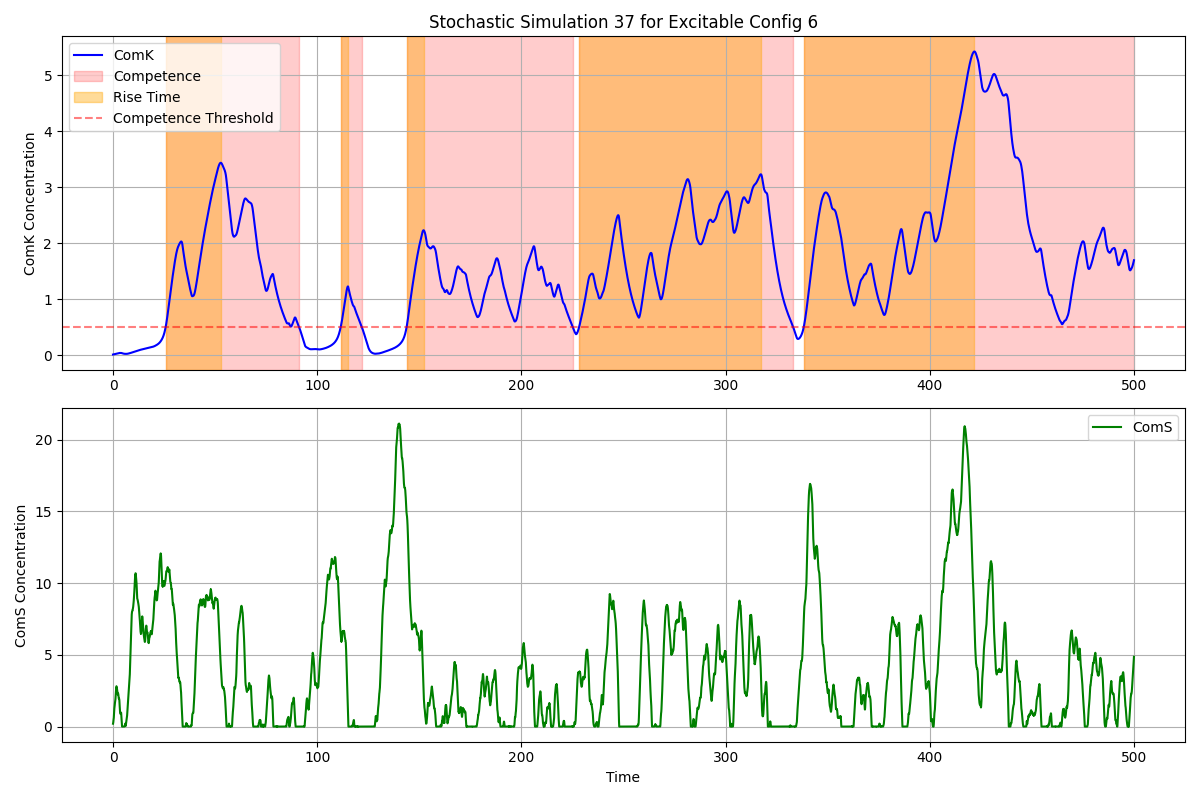 Stochastic Simulation 37 for Excitable Config 6
ComK
Competence
Rise Time
Competence Threshold
ComK Concentration
5
4
3
2
1
0
0 100 200 300 400 500
ComS
ComS Concentration
20
15
10
5
0
0 100 200 300 400 500
Time